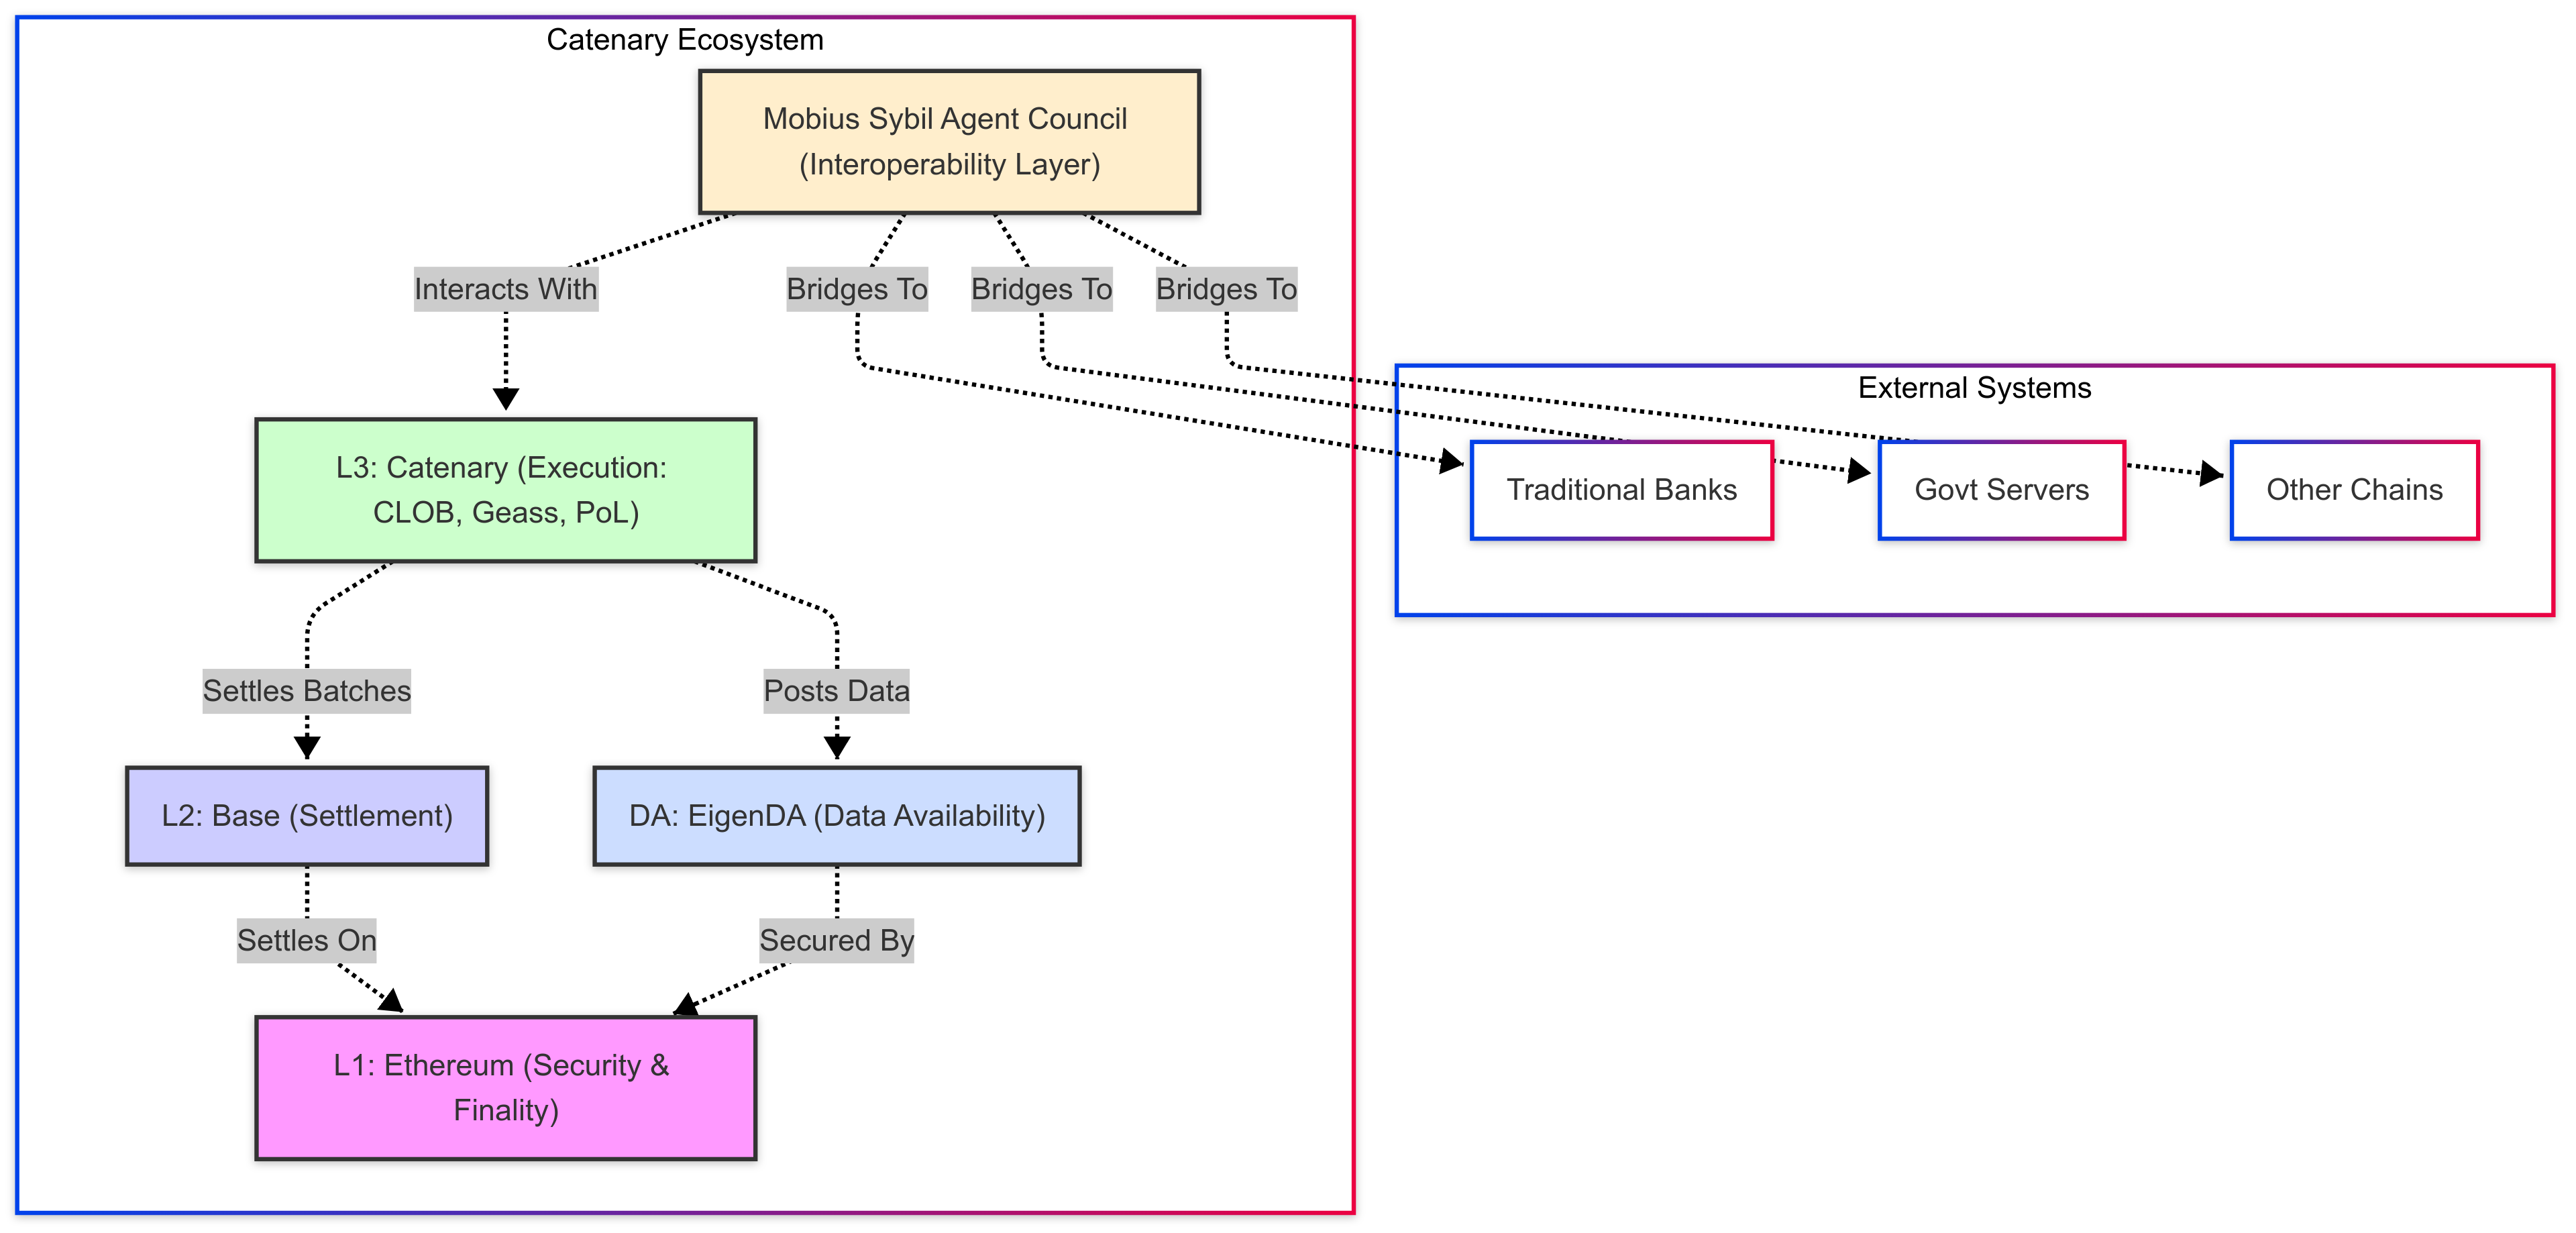 Catenary Ecosystem
Mobius Sybil Agent Council
(Interoperability Layer)
Interacts With
Bridges To
Bridges To
Bridges To
External Systems
L3: Catenary (Execution:
CLOB, Geass, PoL)
Traditional Banks
Govt Servers
Other Chains
Settles Batches
Posts Data
L2: Base (Settlement)
DA: EigenDA (Data Availability)
Settles On
Secured By
L1: Ethereum (Security &
Finality)